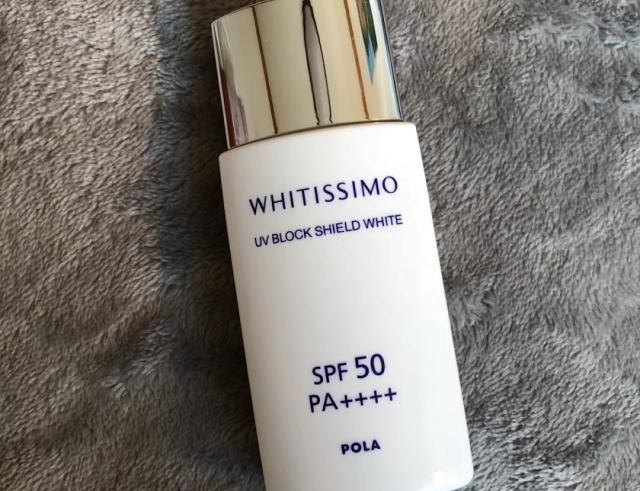 WHITISSIMO
UV BLOCK SHIELD WHITE
SPF 50
PA++++
POLA